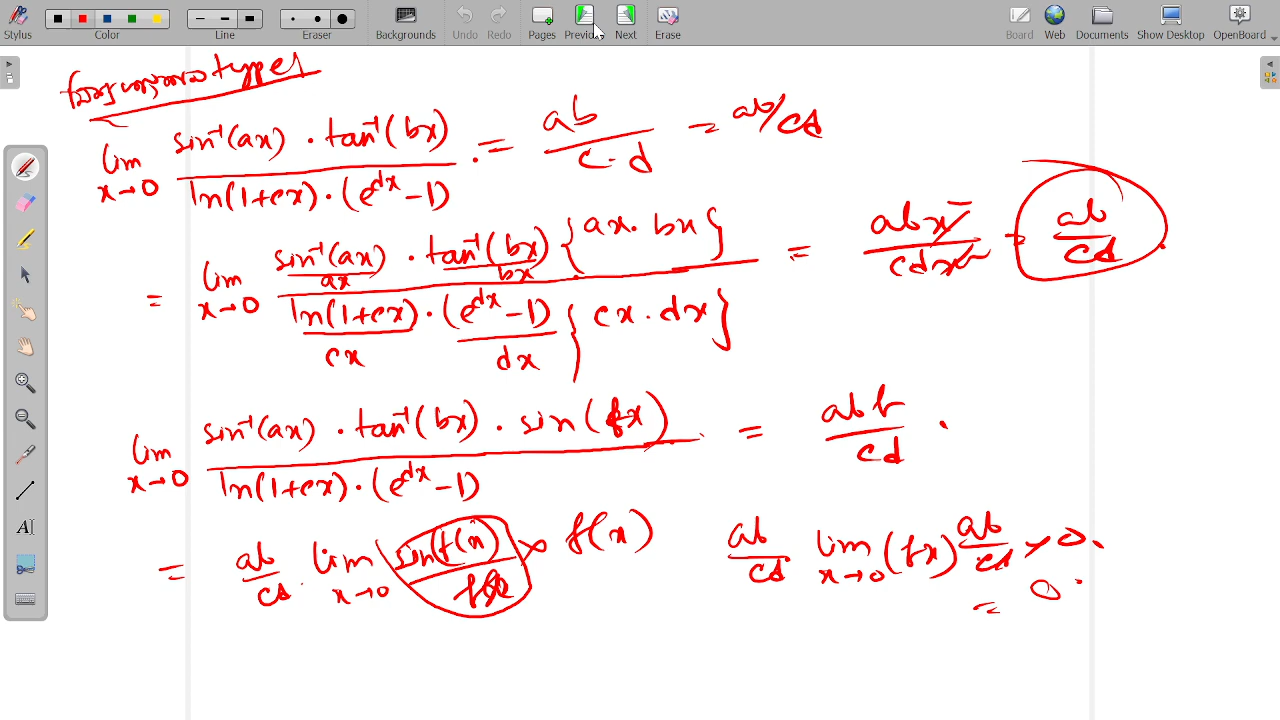 Stylus Color Line Eraser Backgrounds Undo Redo Pages Previous Next Erase Board Web Documents Show Desktop OpenBoard
types
lim x→0 sin⁻¹(ax) · tan⁻¹(bx) / ln(1+cx) · (e^dx − 1) · = ab / c·d = ab/cd
= lim x→0 sin⁻¹(ax)/ax · tan⁻¹(bx)/bx {ax · bx} / ln(1+cx)/cx · (e^dx − 1)/dx {cx · dx} = abx² / cdx² = ab/cd
lim x→0 sin⁻¹(ax) · tan⁻¹(bx) · sin(fx) / ln(1+cx) · (e^dx − 1) = abf / cd ·
= ab/cd lim x→0 sin(f(x))/f(x) × f(x) ab/cd lim x→0 (fx) ab/cd × 0.
= 0.